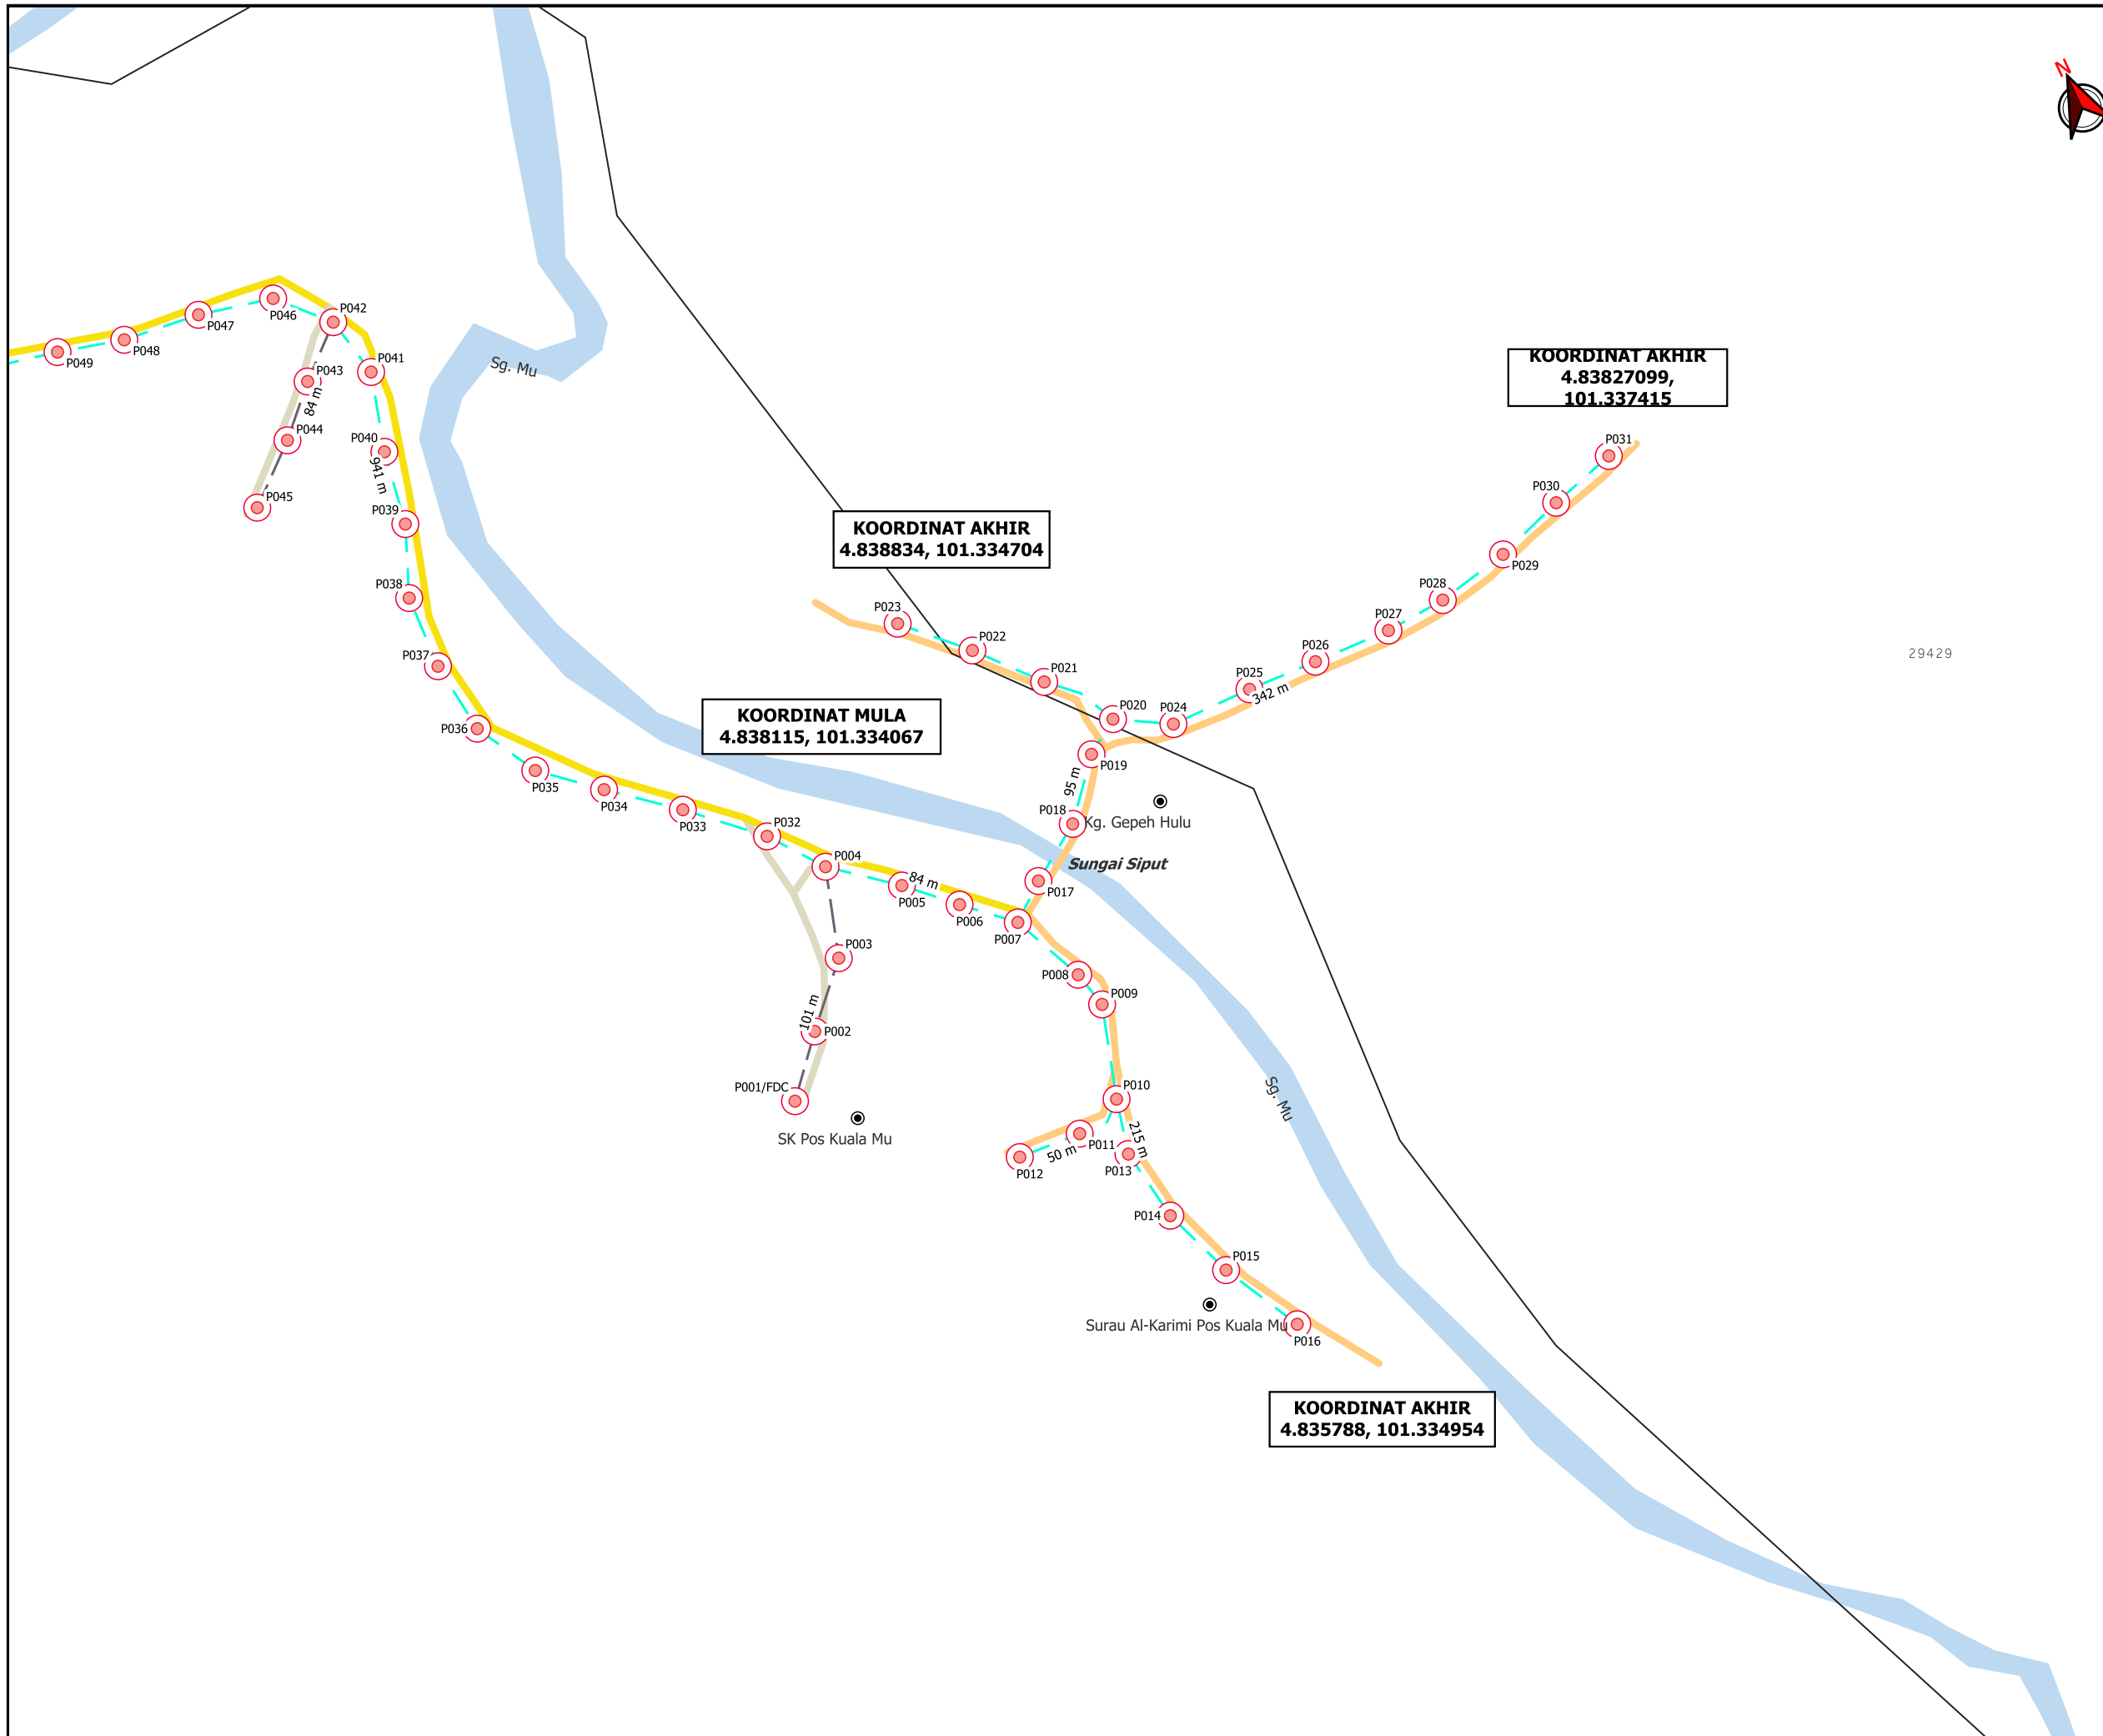 N
P042
P046
P047
P048
P049
P041
P043
84 m
P044
P045
P040
941 m
P039
P038
P037
P036
P035
P034
P033
P032
Sg. Mu
KOORDINAT AKHIR
4.83827099,
101.337415
P031
P030
P029
P028
P027
P026
P025
342 m
P024
29429
KOORDINAT AKHIR
4.838834, 101.334704
P023
P022
P021
P020
P019
95 m
P018
Kg. Gepeh Hulu
Sungai Siput
P017
KOORDINAT MULA
4.838115, 101.334067
P004
84 m
P005
P006
P007
P003
101 m
P002
P001/FDC
SK Pos Kuala Mu
P008
P009
P010
P011
50 m
P012
215 m
P013
P014
P015
Surau Al-Karimi Pos Kuala Mu
P016
Sg. Mu
KOORDINAT AKHIR
4.835788, 101.334954